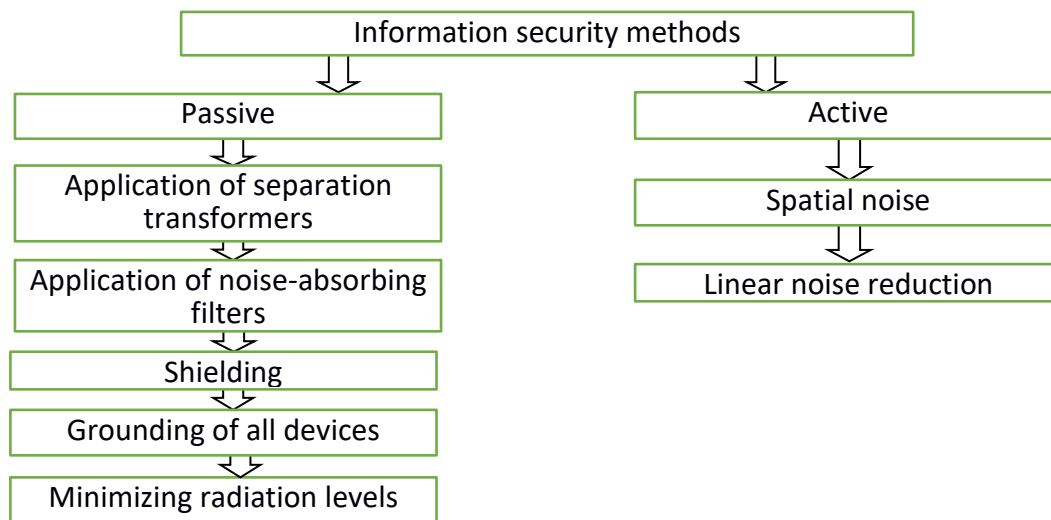 Information security methods
Passive
Active
Application of separation
transformers
Spatial noise
Application of noise-absorbing
filters
Linear noise reduction
Shielding
Grounding of all devices
Minimizing radiation levels